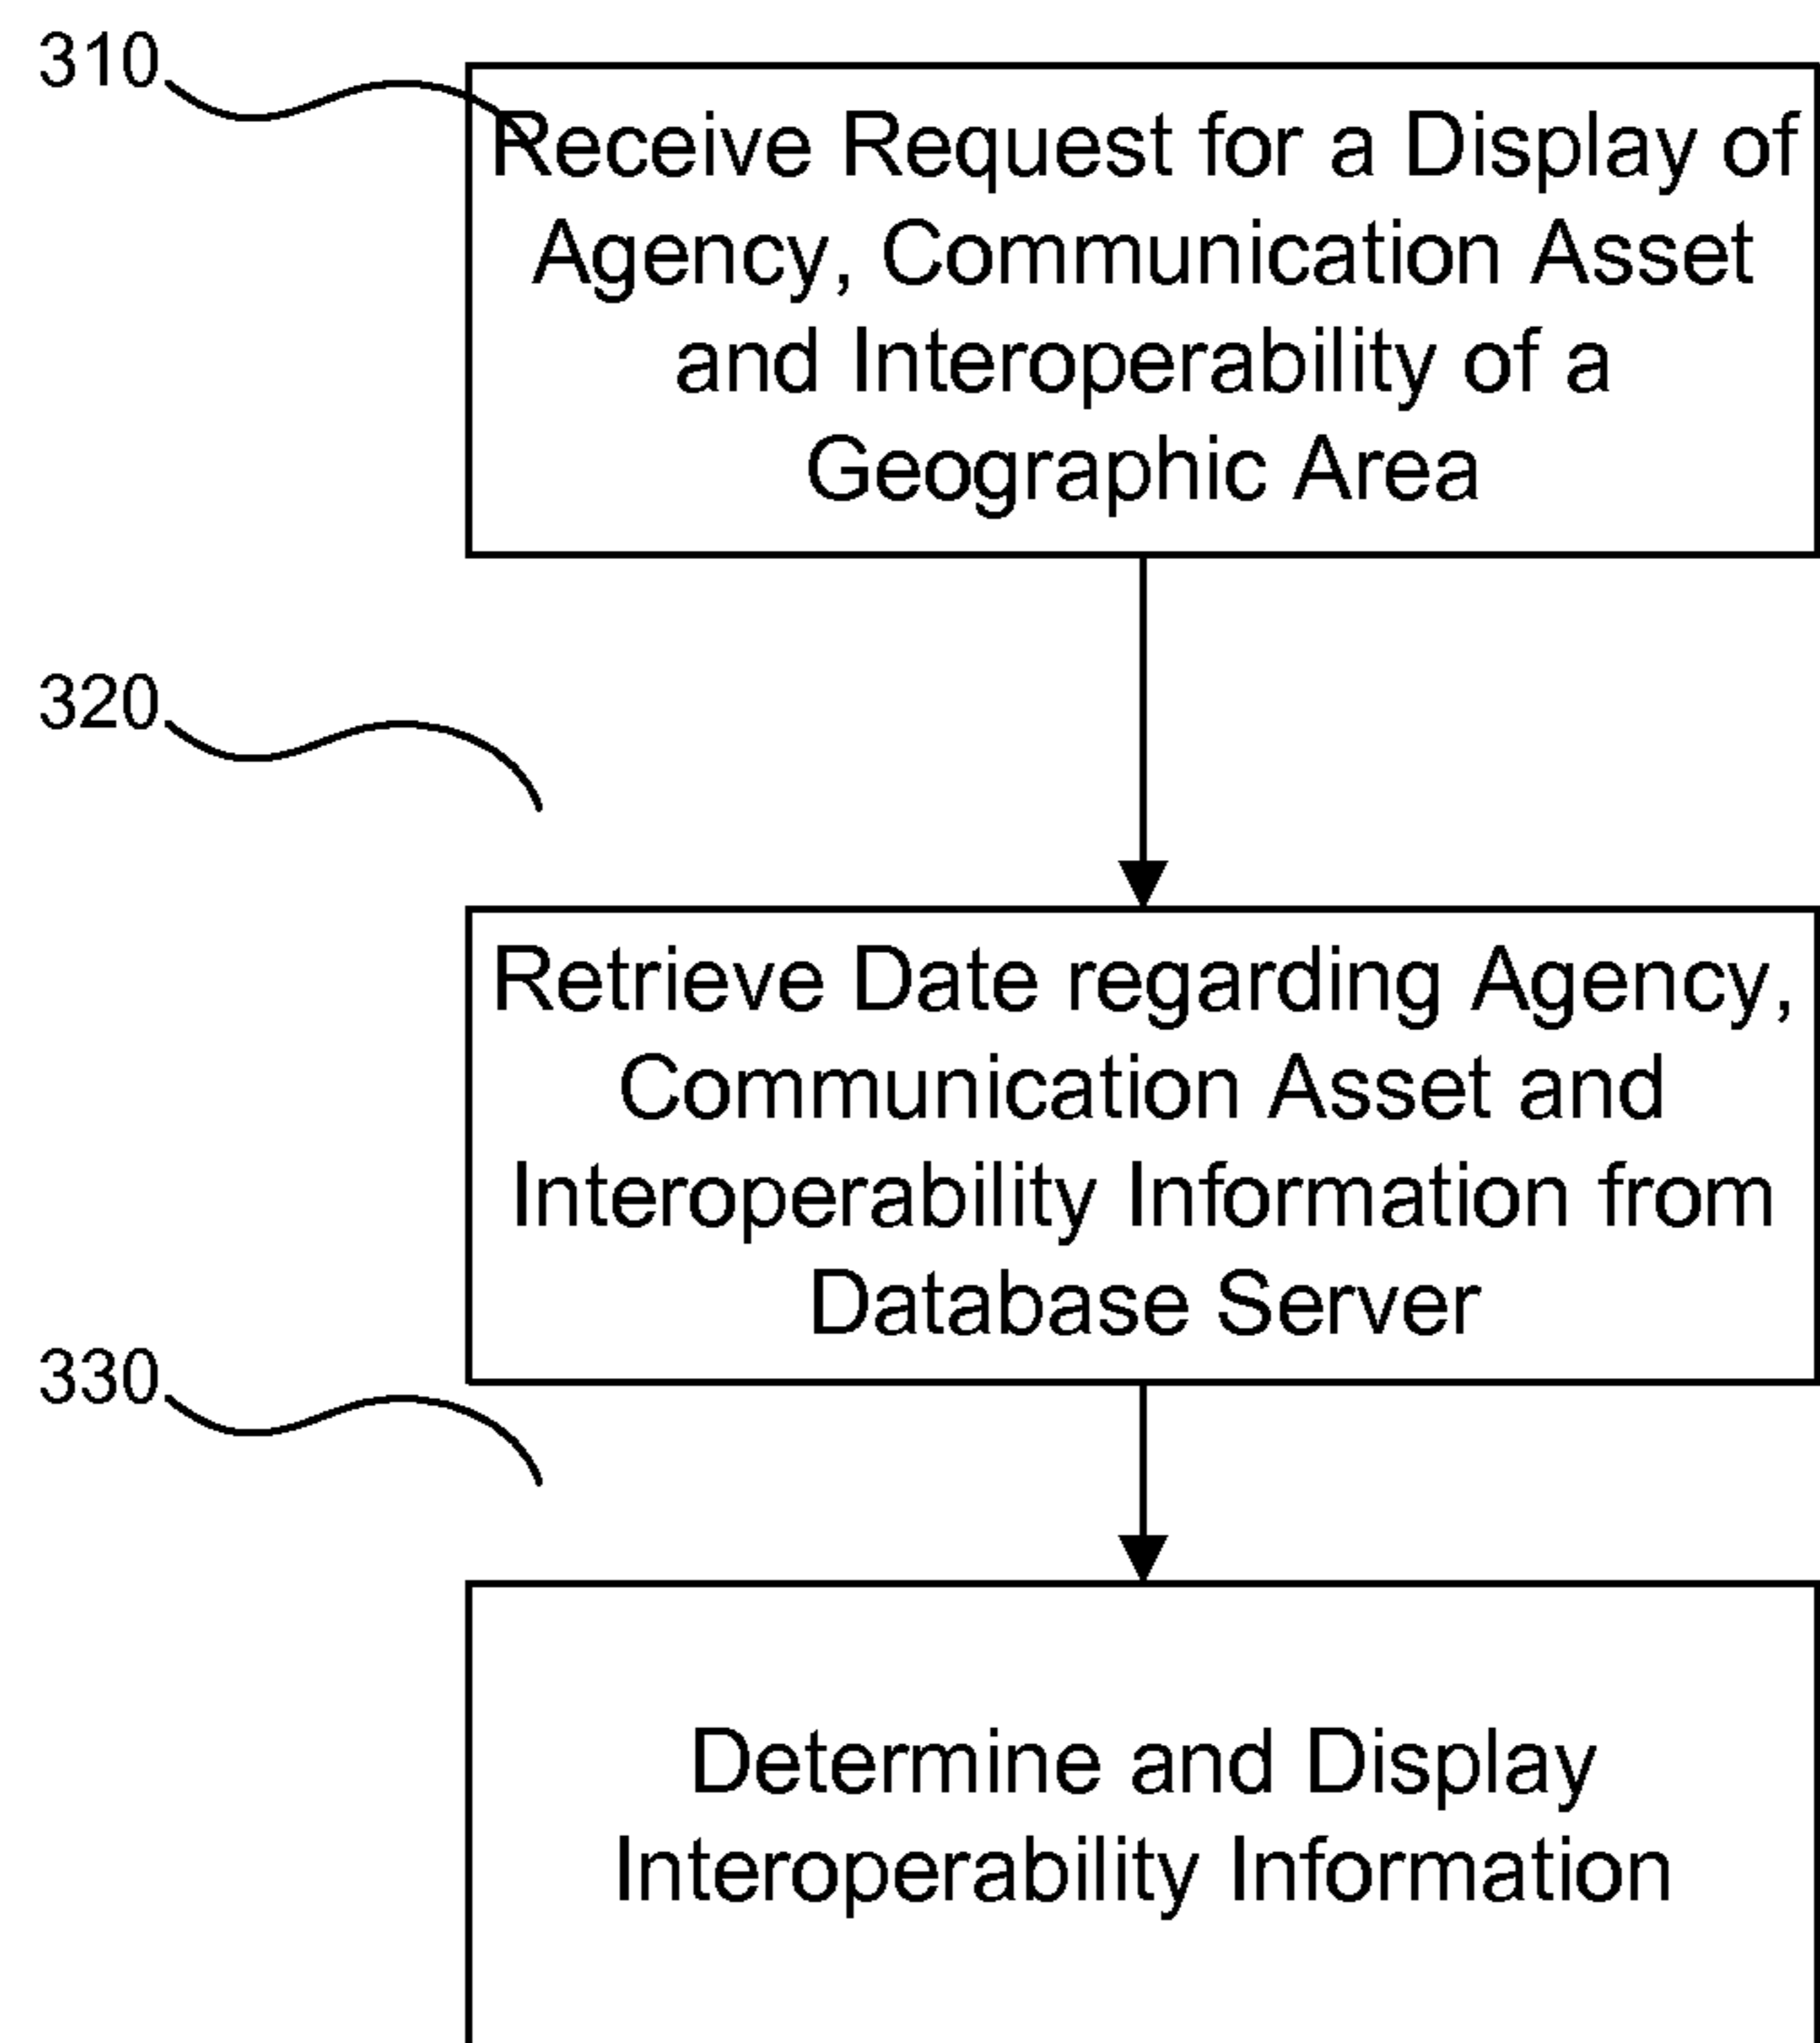 310
Receive Request for a Display of
Agency, Communication Asset
and Interoperability of a
Geographic Area
320
Retrieve Date regarding Agency,
Communication Asset and
Interoperability Information from
Database Server
330
Determine and Display
Interoperability Information